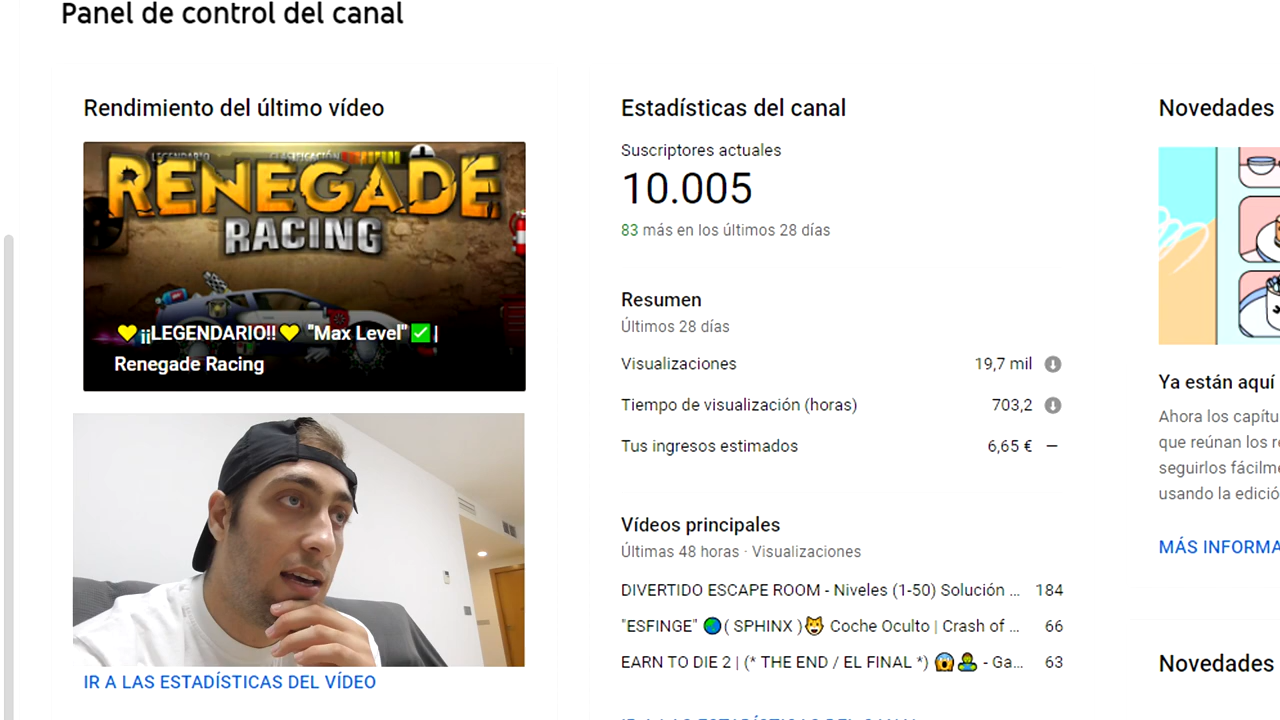 Panel de control del canal
Rendimiento del último vídeo
LEGENDARIO
CLASIFICACIÓN
RENEGADE
RACING
💛¡¡LEGENDARIO!!💛 "Max Level"✅ |
Renegade Racing
IR A LAS ESTADÍSTICAS DEL VÍDEO
Estadísticas del canal
Suscriptores actuales
10.005
83 más en los últimos 28 días
Resumen
Últimos 28 días
Visualizaciones 19,7 mil
Tiempo de visualización (horas) 703,2
Tus ingresos estimados 6,65 € —
Vídeos principales
Últimas 48 horas · Visualizaciones
DIVERTIDO ESCAPE ROOM - Niveles (1-50) Solución ... 184
"ESFINGE" 🌏( SPHINX )🐯 Coche Oculto | Crash of ... 66
EARN TO DIE 2 | (* THE END / EL FINAL *) 😱🧟‍♂️ - Ga... 63
Novedades
Ya están aquí
Ahora los capítu
que reúnan los re
seguirlos fácilme
usando la edició
MÁS INFORMA
Novedades